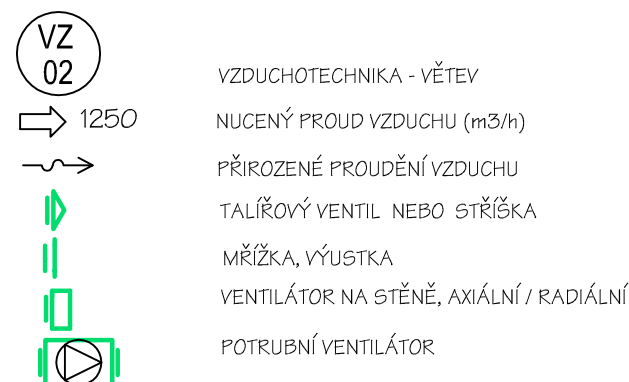 VZ
02
VZDUCHOTECHNIKA - VĚTEV
1250 NUCENÝ PROUD VZDUCHU (m3/h)
PŘIROZENÉ PROUDĚNÍ VZDUCHU
TALÍŘOVÝ VENTIL NEBO STŘÍŠKA
MŘÍŽKA, VÝUSTKA
VENTILÁTOR NA STĚNĚ, AXIÁLNÍ / RADIÁLNÍ
POTRUBNÍ VENTILÁTOR